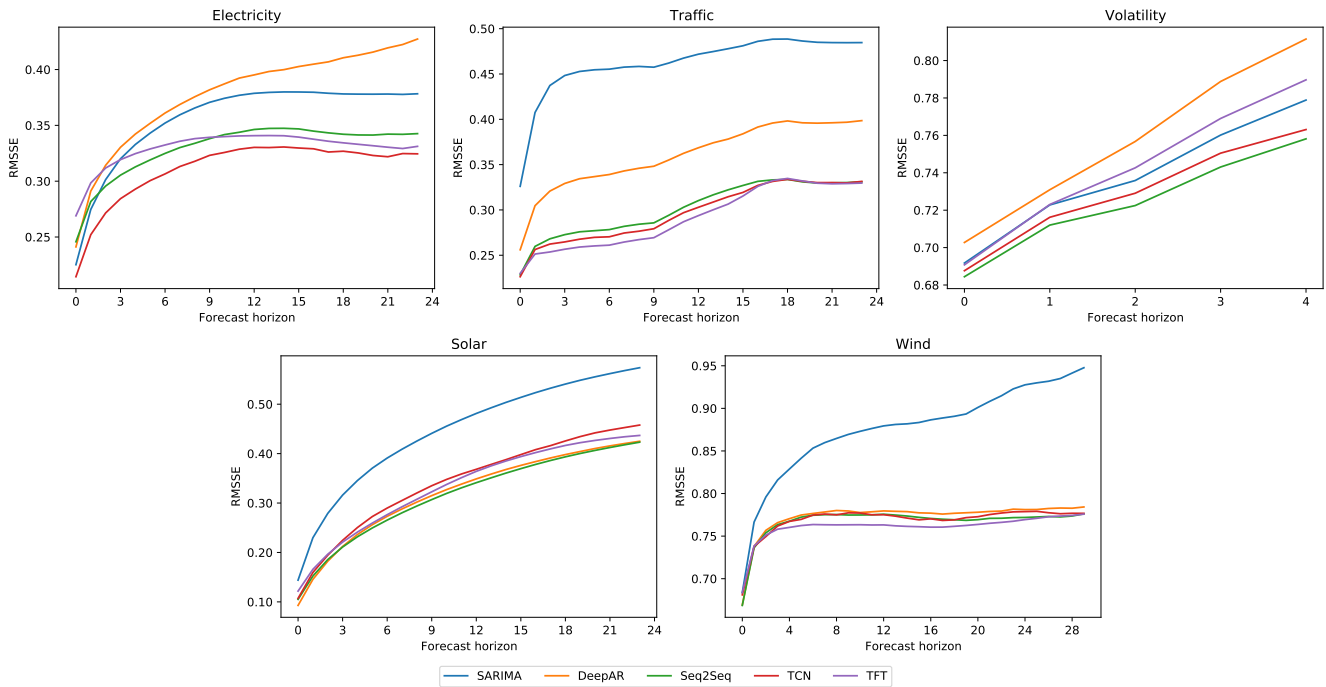 Electricity
RMSSE
0.40
0.35
0.30
0.25
0 3 6 9 12 15 18 21 24
Forecast horizon
Traffic
RMSSE
0.50
0.45
0.40
0.35
0.30
0.25
0 3 6 9 12 15 18 21 24
Forecast horizon
Volatility
RMSSE
0.80
0.78
0.76
0.74
0.72
0.70
0.68
0 1 2 3 4
Forecast horizon
Solar
RMSSE
0.50
0.40
0.30
0.20
0.10
0 3 6 9 12 15 18 21 24
Forecast horizon
Wind
RMSSE
0.95
0.90
0.85
0.80
0.75
0.70
0 4 8 12 16 20 24 28
Forecast horizon
SARIMA DeepAR Seq2Seq TCN TFT